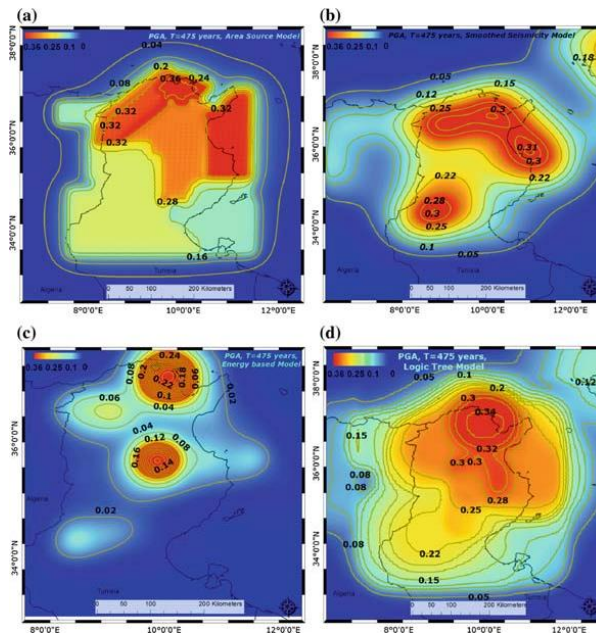 (a)
PGA, T=475 years, Area Source Model
0.36 0.25 0.1 0
0.04
0.2
0.26
0.24
0.08
0.32
0.32
0.32
0.32
0.28
0.16
Tunisia
Algeria
0 50 100 200 Kilometers
38°0'0"N
36°0'0"N
34°0'0"N
8°0'0"E 10°0'0"E 12°0'0"E
(b)
PGA, T=475 years, Smoothed Seismicity Model
0.36 0.25 0.1 0
0.18
0.05
0.15
0.12
0.25
0.3
0.31
0.3
0.22
0.22
0.28
0.3
0.25
0.1
0.05
Tunisia
Algeria
0 50 100 200 Kilometers
38°0'0"N
36°0'0"N
34°0'0"N
8°0'0"E 10°0'0"E 12°0'0"E
(c)
PGA, T=475 years,
Energy based Model
0.36 0.25 0.1 0
0.24
0.08
0.2
0.18
0.22
0.06
0.06
0.1
0.04
0.02
0.04
0.12
0.08
0.16
0.14
0.02
Algeria
Tunisia
0 50 100 200 Kilometers
38°0'0"N
36°0'0"N
34°0'0"N
8°0'0"E 10°0'0"E 12°0'0"E
(d)
PGA, T=475 years,
Logic Tree Model
0.36 0.25 0.1 0
0.05
0.1
0.2
0.12
0.3
0.34
0.15
0.32
0.3
0.3
0.08
0.08
0.28
0.25
0.22
0.08
0.15
0.05
Algeria
Tunisia
0 50 100 200 Kilometers
38°0'0"N
36°0'0"N
34°0'0"N
8°0'0"E 10°0'0"E 12°0'0"E